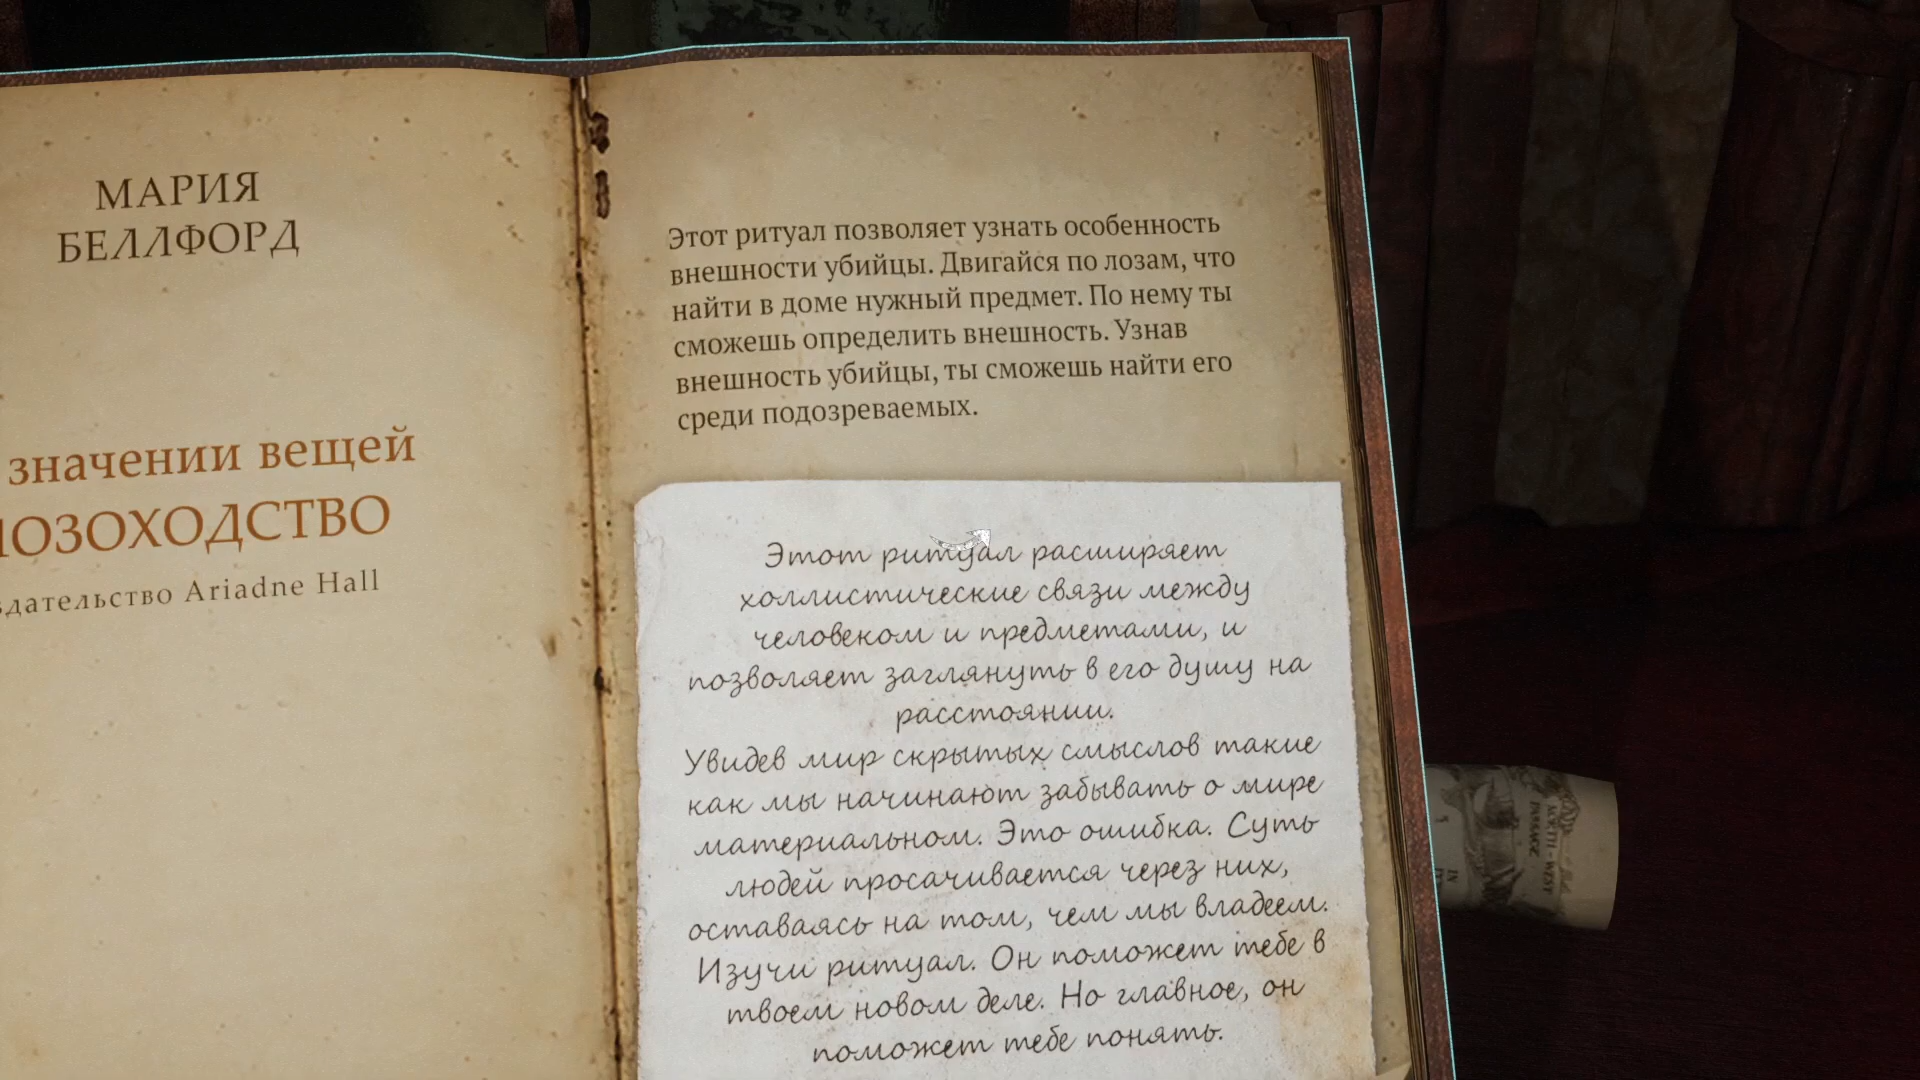 МАРИЯ
БЕЛЛФОРД
значении вещей
ЛОЗОХОДСТВО
здательство Ariadne Hall
Этот ритуал позволяет узнать особенность
внешности убийцы. Двигайся по лозам, что
найти в доме нужный предмет. По нему ты
сможешь определить внешность. Узнав
внешность убийцы, ты сможешь найти его
среди подозреваемых.
Этот ритуал расширяет
холлистические связи между
человеком и предметами, и
позволяет заглянуть в его душу на
расстоянии.
Увидев мир скрытых смыслов такие
как мы начинают забывать о мире
материальном. Это ошибка. Суть
людей просачивается через них,
оставаясь на том, чем мы владеем.
Изучи ритуал. Он поможет тебе в
твоем новом деле. Но главное, он
поможет тебе понять.
NORTH-WEST